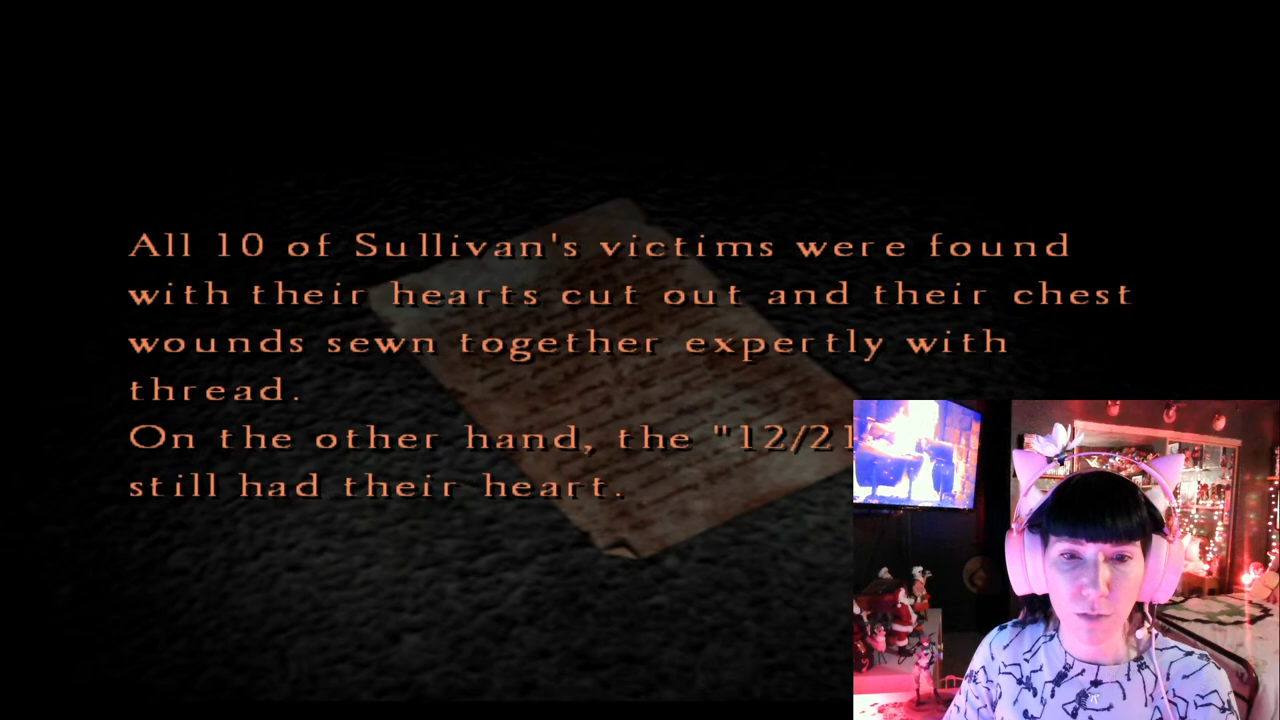 All 10 of Sullivan's victims were found
with their hearts cut out and their chest
wounds sewn together expertly with
thread.
On the other hand, the "12/21
still had their heart.